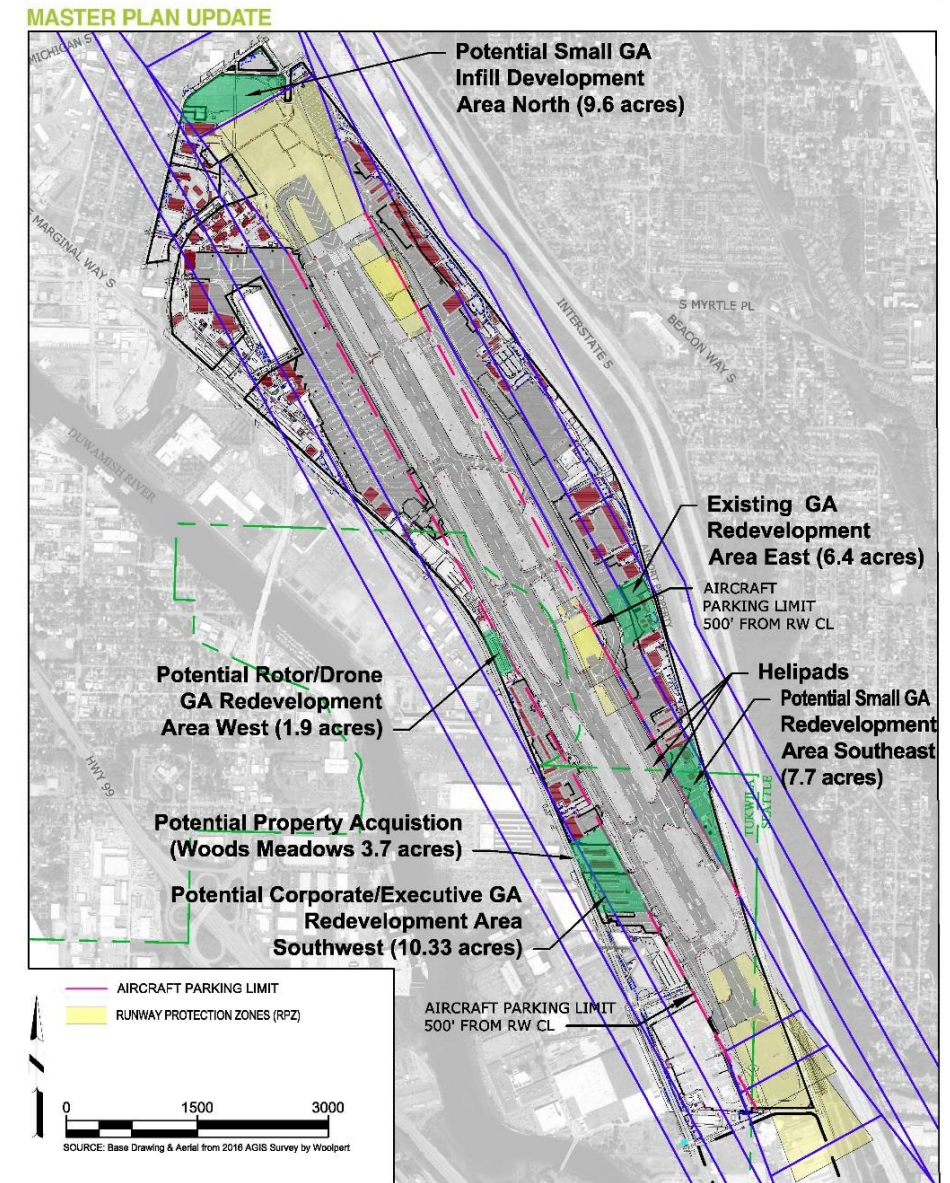 MASTER PLAN UPDATE
MICHIGAN S
Potential Small GA
Infill Development
Area North (9.6 acres)
E MARGINAL WAY S
INTERSTATE 5
S MYRTLE PL
BEACON WAY S
DUWAMISH RIVER
Existing GA
Redevelopment
Area East (6.4 acres)
AIRCRAFT
PARKING LIMIT
500' FROM RW CL
Potential Rotor/Drone
GA Redevelopment
Area West (1.9 acres)
Helipads
Potential Small GA
Redevelopment
Area Southeast
(7.7 acres)
HWY 99
TUKWILA
SEATTLE
Potential Property Acquistion
(Woods Meadows 3.7 acres)
Potential Corporate/Executive GA
Redevelopment Area
Southwest (10.33 acres)
AIRCRAFT PARKING LIMIT
500' FROM RW CL
AIRCRAFT PARKING LIMIT
RUNWAY PROTECTION ZONES (RPZ)
0 1500 3000
SOURCE: Base Drawing & Aerial from 2016 AGIS Survey by Woolpert